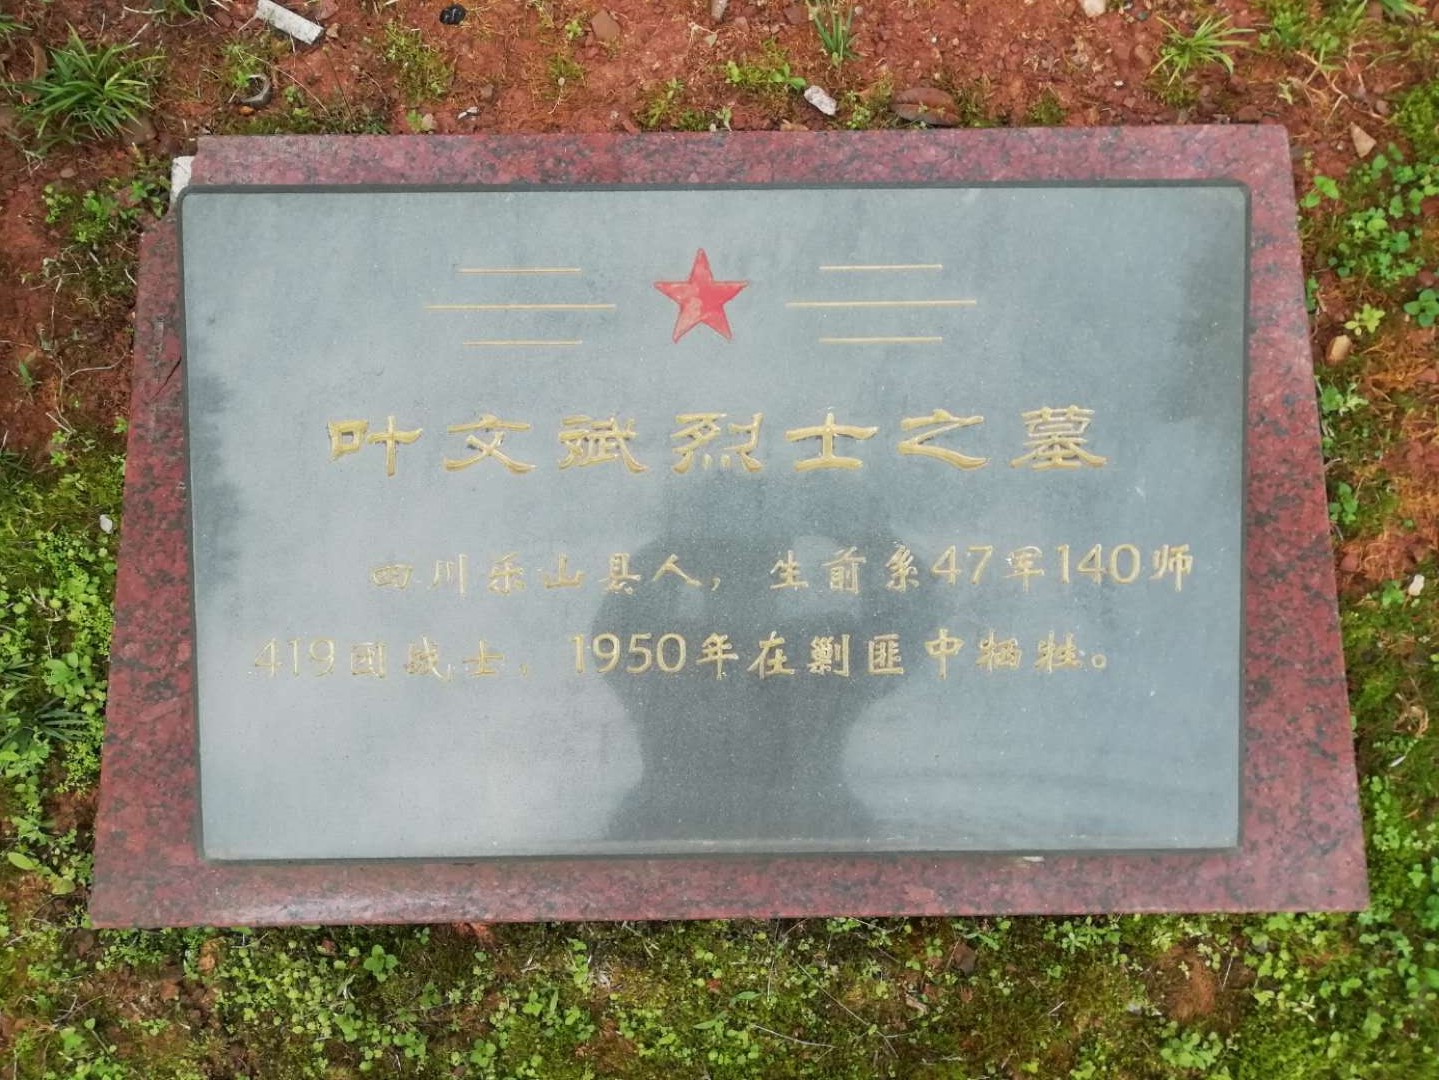 叶文斌烈士之墓
四川乐山县人，生前系47军140师
419团战士，1950年在剿匪中牺牲。